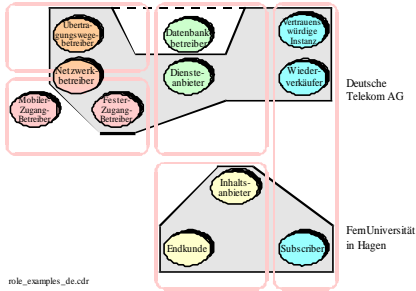 Übertra-
gungswege-
betreiber
Datenbank-
betreiber
Vertrauens-
würdige
Instanz
Netzwerk-
betreiber
Dienste-
anbieter
Wieder-
verkäufer
Deutsche
Telekom AG
Mobiler-
Zugang-
Betreiber
Fester-
Zugang-
Betreiber
Inhalts-
anbieter
FernUniversität
in Hagen
Endkunde
Subscriber
role_examples_de.cdr